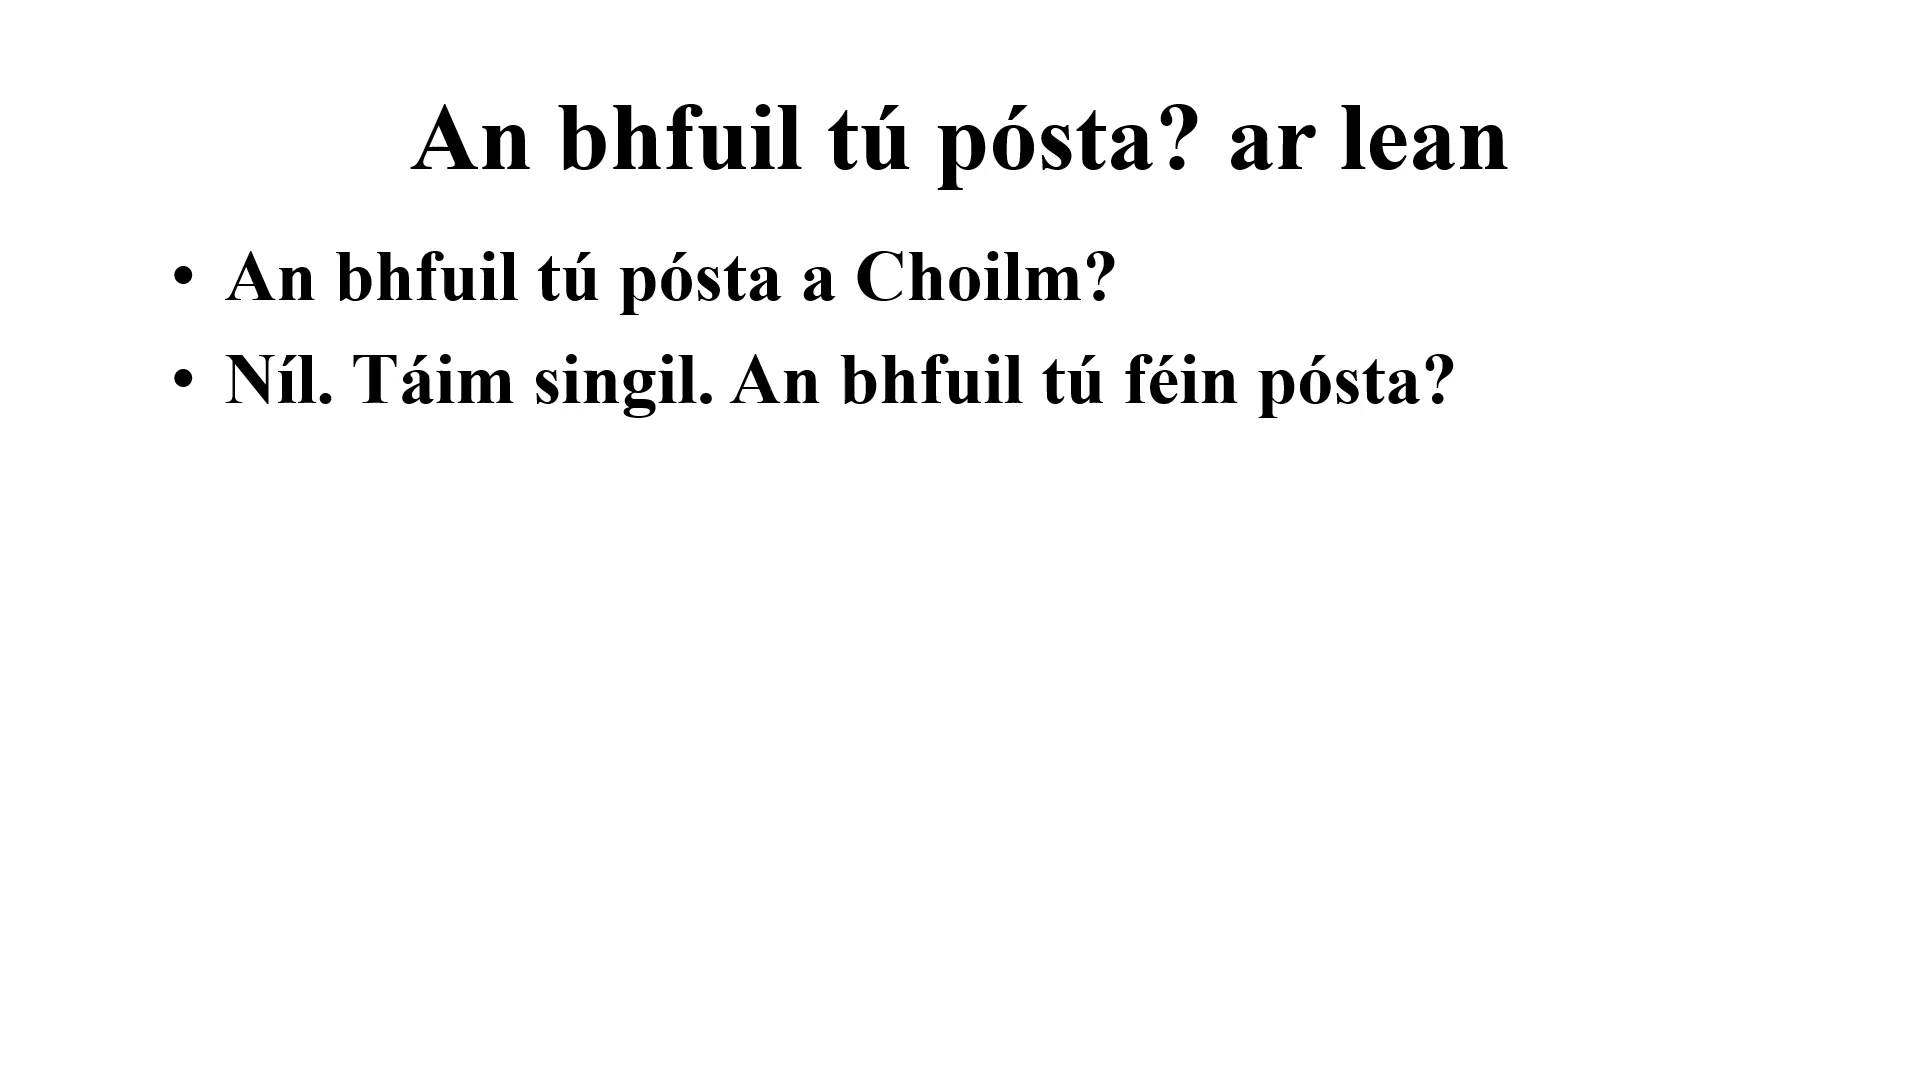 An bhfuil tú pósta? ar lean
• An bhfuil tú pósta a Choilm?
• Níl. Táim singil. An bhfuil tú féin pósta?